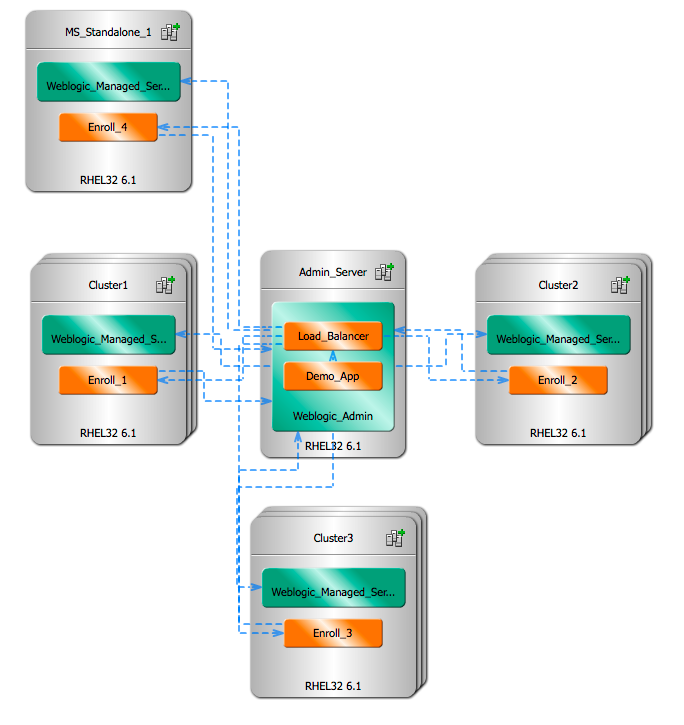 MS_Standalone_1
Weblogic_Managed_Ser...
Enroll_4
RHEL32 6.1
Cluster1
Weblogic_Managed_S...
Enroll_1
RHEL32 6.1
Admin_Server
Load_Balancer
Demo_App
Weblogic_Admin
RHEL32 6.1
Cluster2
Weblogic_Managed_Ser...
Enroll_2
RHEL32 6.1
Cluster3
Weblogic_Managed_Ser...
Enroll_3
RHEL32 6.1